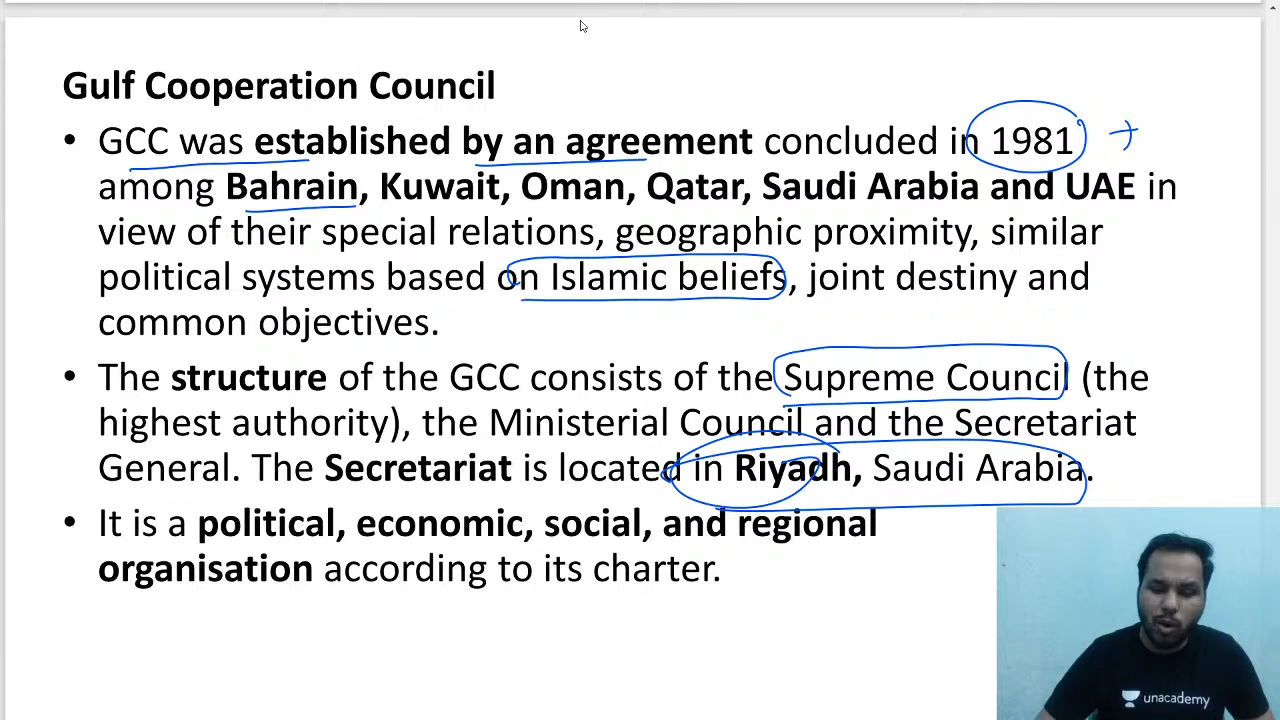 Gulf Cooperation Council
• GCC was established by an agreement concluded in 1981 +
among Bahrain, Kuwait, Oman, Qatar, Saudi Arabia and UAE in
view of their special relations, geographic proximity, similar
political systems based on Islamic beliefs, joint destiny and
common objectives.
• The structure of the GCC consists of the Supreme Council (the
highest authority), the Ministerial Council and the Secretariat
General. The Secretariat is located in Riyadh, Saudi Arabia.
• It is a political, economic, social, and regional
organisation according to its charter.
unacademy